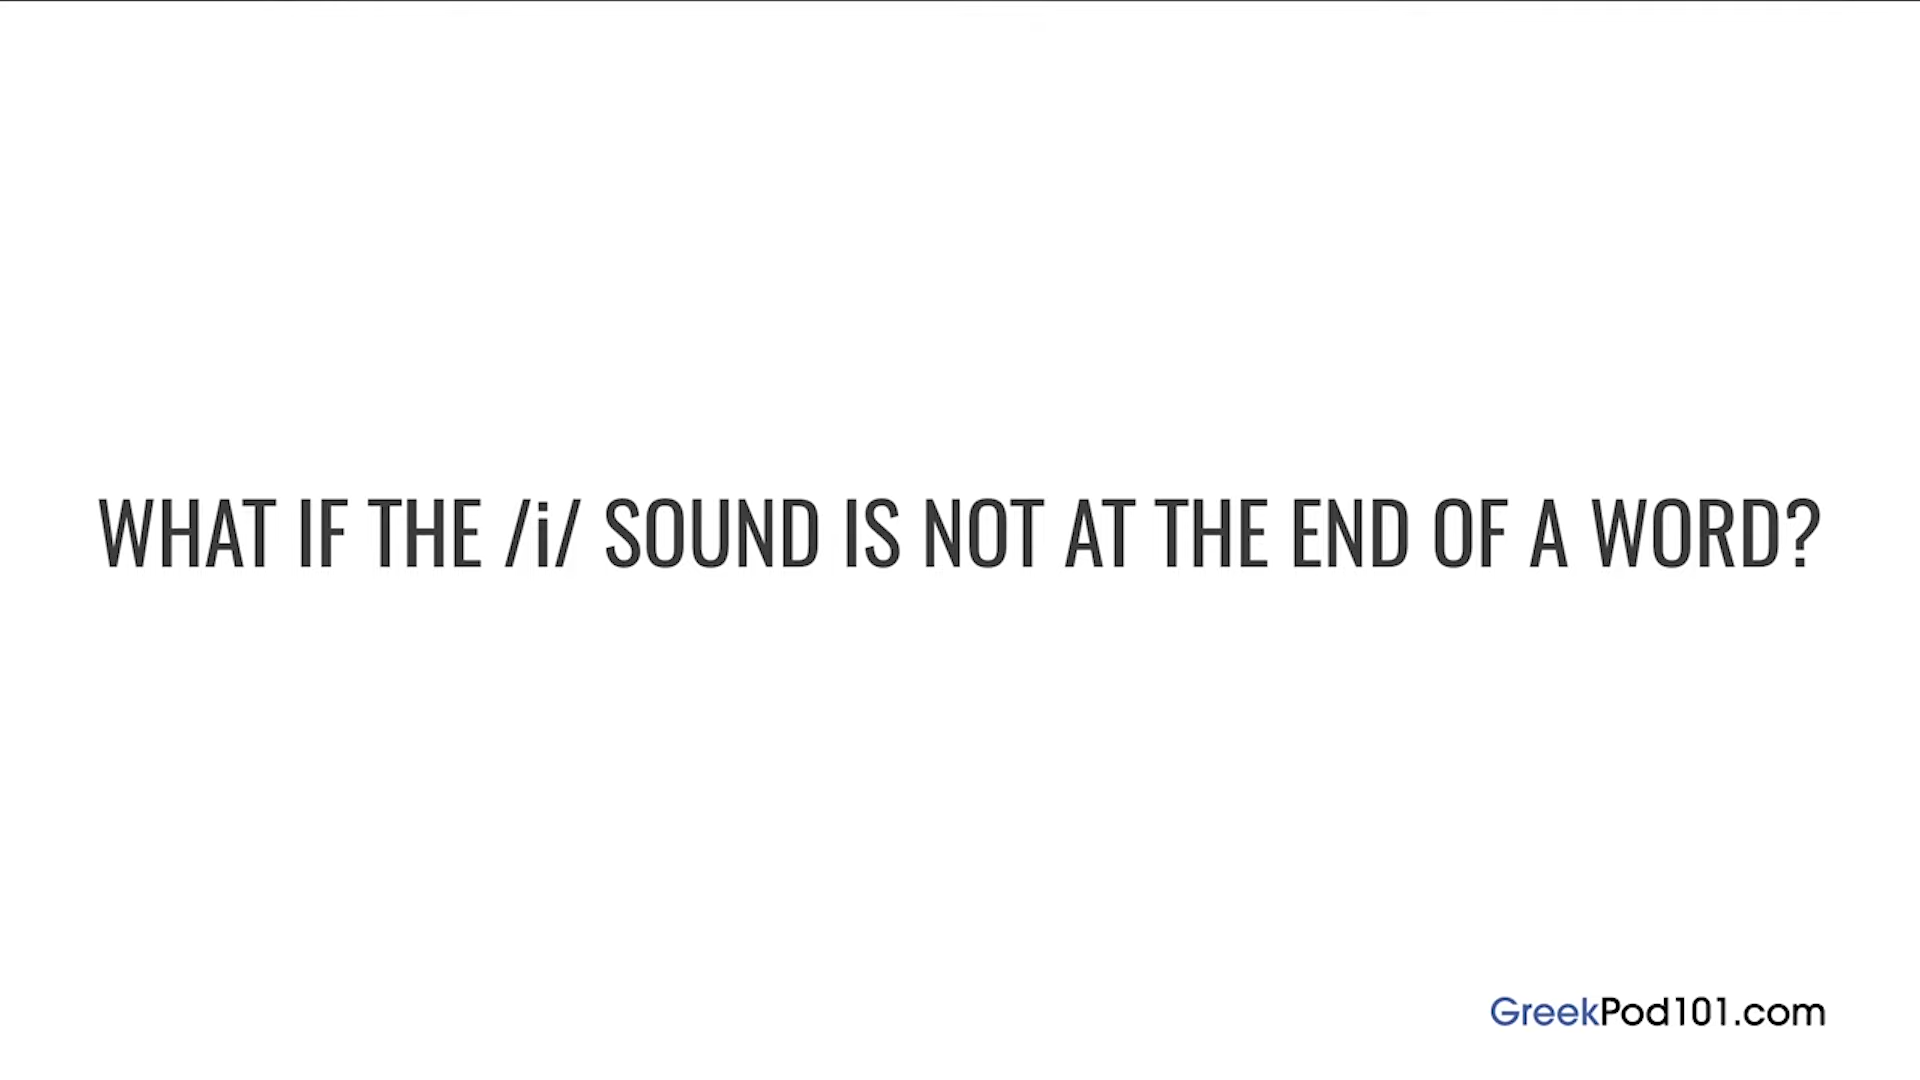 WHAT IF THE /i/ SOUND IS NOT AT THE END OF A WORD?
GreekPod101.com